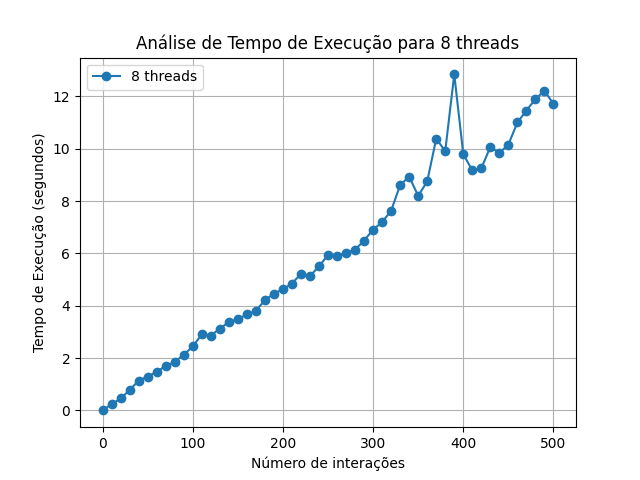 Análise de Tempo de Execução para 8 threads
8 threads
Tempo de Execução (segundos)
12
10
8
6
4
2
0
0 100 200 300 400 500
Número de interações